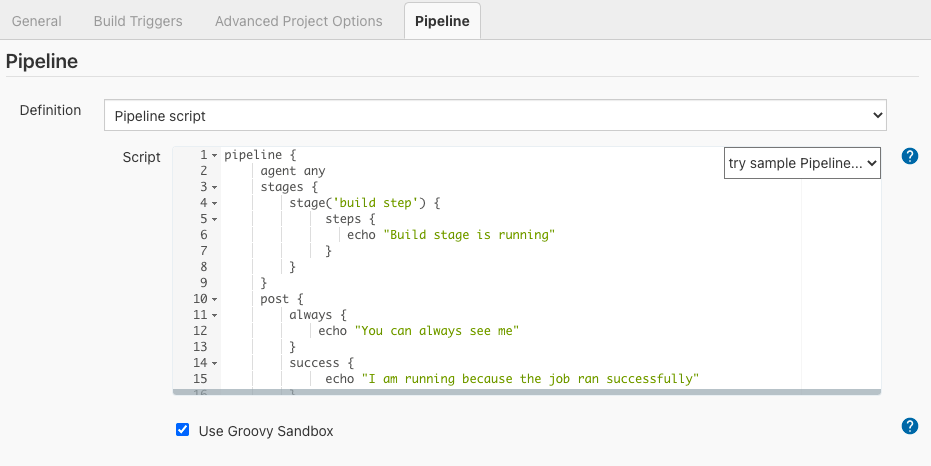 General Build Triggers Advanced Project Options Pipeline
Pipeline
Definition Pipeline script
Script try sample Pipeline...
1 pipeline {
2 agent any
3 stages {
4 stage('build step') {
5 steps {
6 echo "Build stage is running"
7 }
8 }
9 }
10 post {
11 always {
12 echo "You can always see me"
13 }
14 success {
15 echo "I am running because the job ran successfully"
16 }
Use Groovy Sandbox